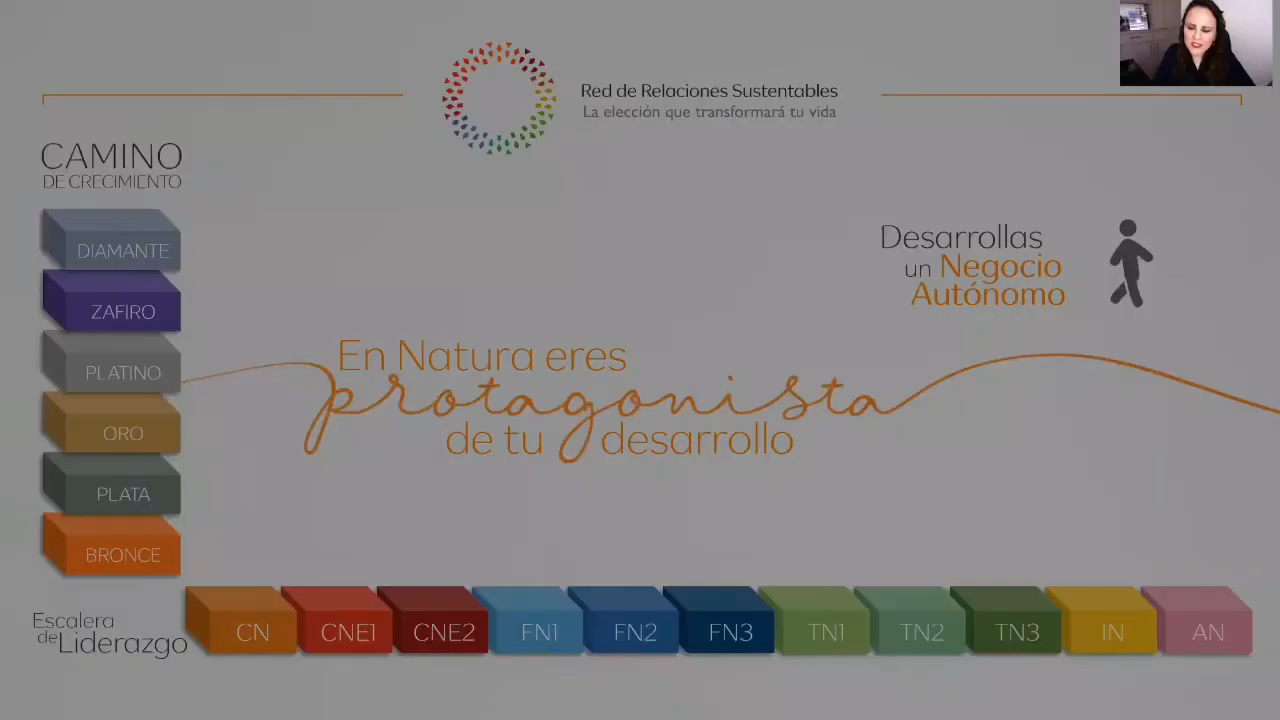 Red de Relaciones Sustentables
La elección que transformará tu vida
CAMINO
DE CRECIMIENTO
DIAMANTE
ZAFIRO
PLATINO
ORO
PLATA
BRONCE
Desarrollas
un Negocio
Autónomo
En Natura eres
protagonista
de tu desarrollo
Escalera
de Liderazgo
CN
CNE1
CNE2
FN1
FN2
FN3
TN1
TN2
TN3
IN
AN